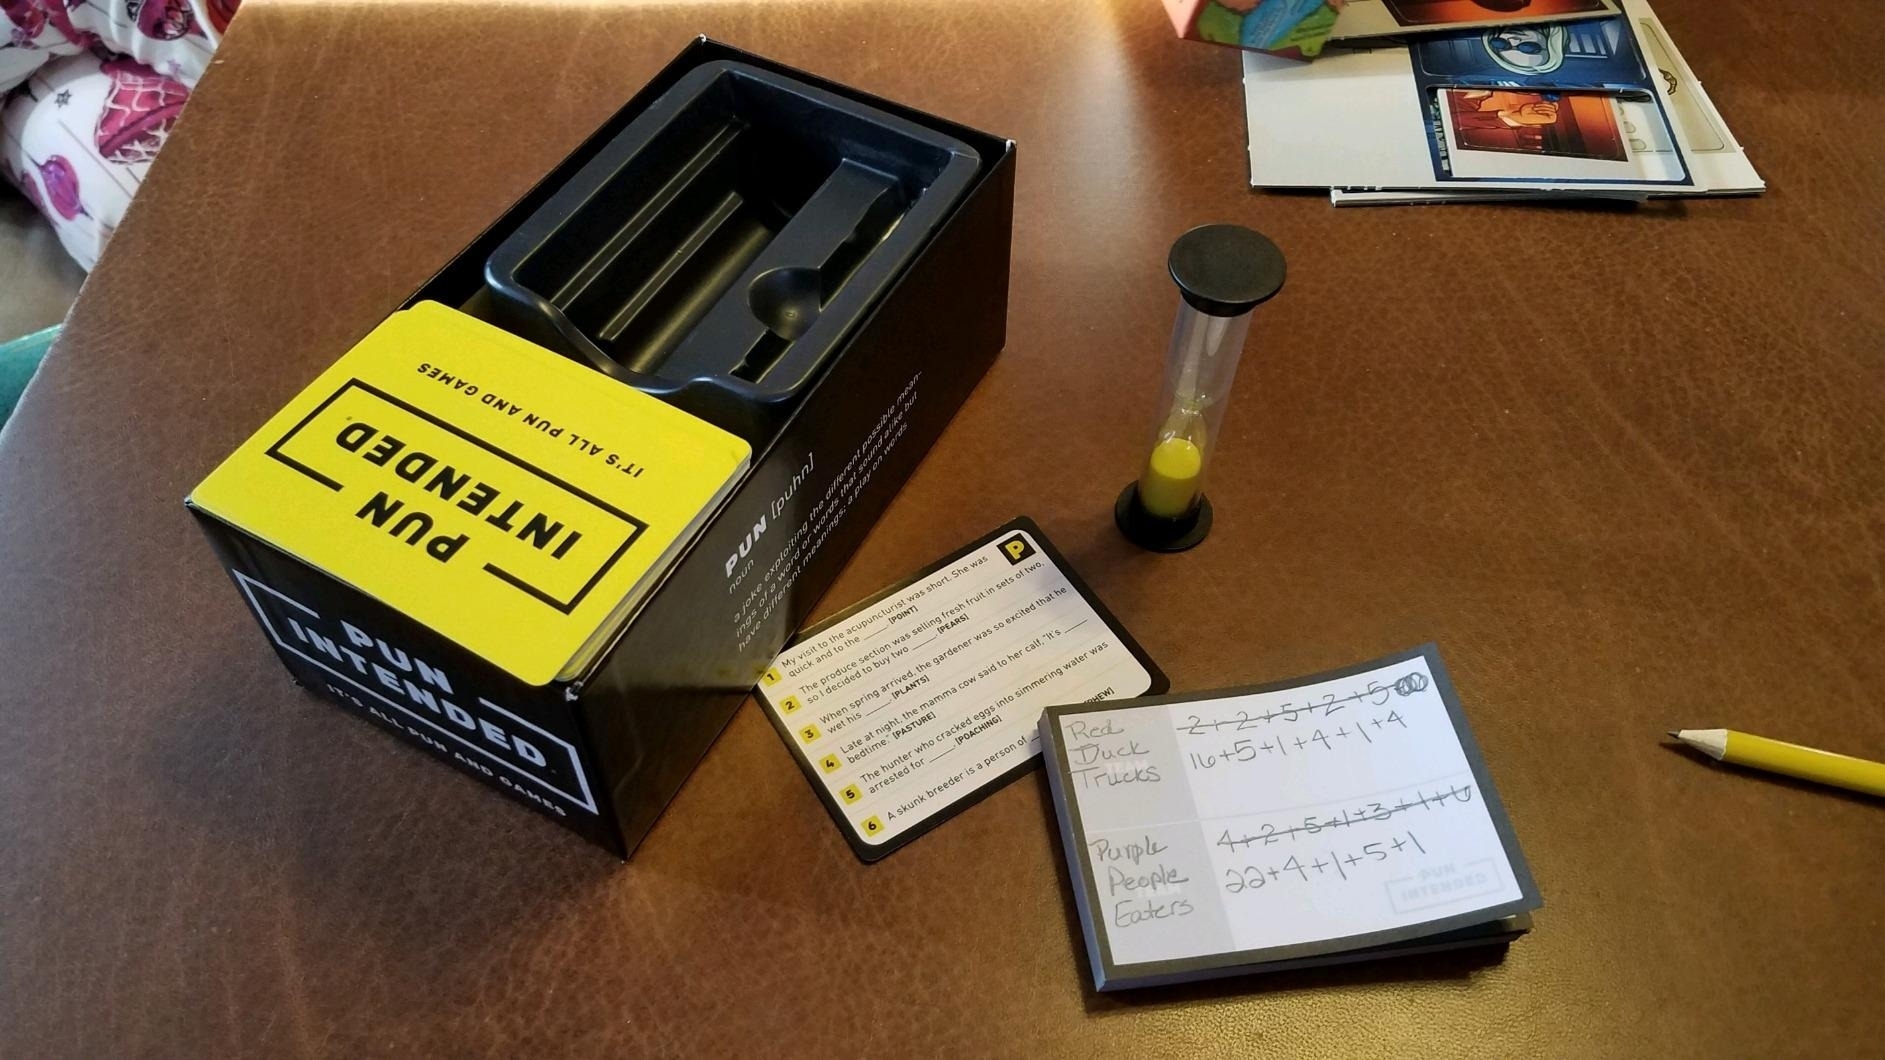 IT'S ALL PUN AND GAMES
PUN
INTENDED
PUN
INTENDED
IT'S ALL PUN AND GAMES
PUN [puhn]
noun
a joke exploiting the different possible mean-
ings of a word or words that sound alike but
have different meanings; a play on words
P
1 My visit to the acupuncturist was short. She was
quick and to the ____. [POINT]
2 The produce section was selling fresh fruit in sets of two,
so I decided to buy two ____. [PEARS]
3 When spring arrived, the gardener was so excited that he
wet his ____. [PLANTS]
4 Late at night, the mamma cow said to her calf, "It's ____
bedtime." [PASTURE]
5 The hunter who cracked eggs into simmering water was
arrested for ____. [POACHING]
6 A skunk breeder is a person of
Red
Duck
Trucks
TEAM
2+2+5+2+5
16+5+1+4+1+4
Purple
People
Eaters
TEAM
4+2+5+1+3+1+6
22+4+1+5+1
PUN
INTENDED